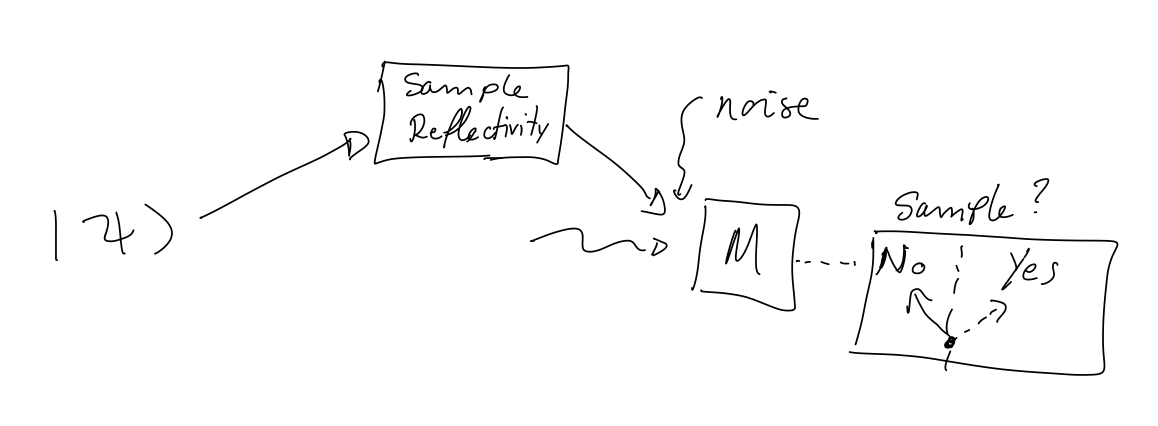 Sample
Reflectivity
noise
|ψ⟩
M
Sample?
No Yes